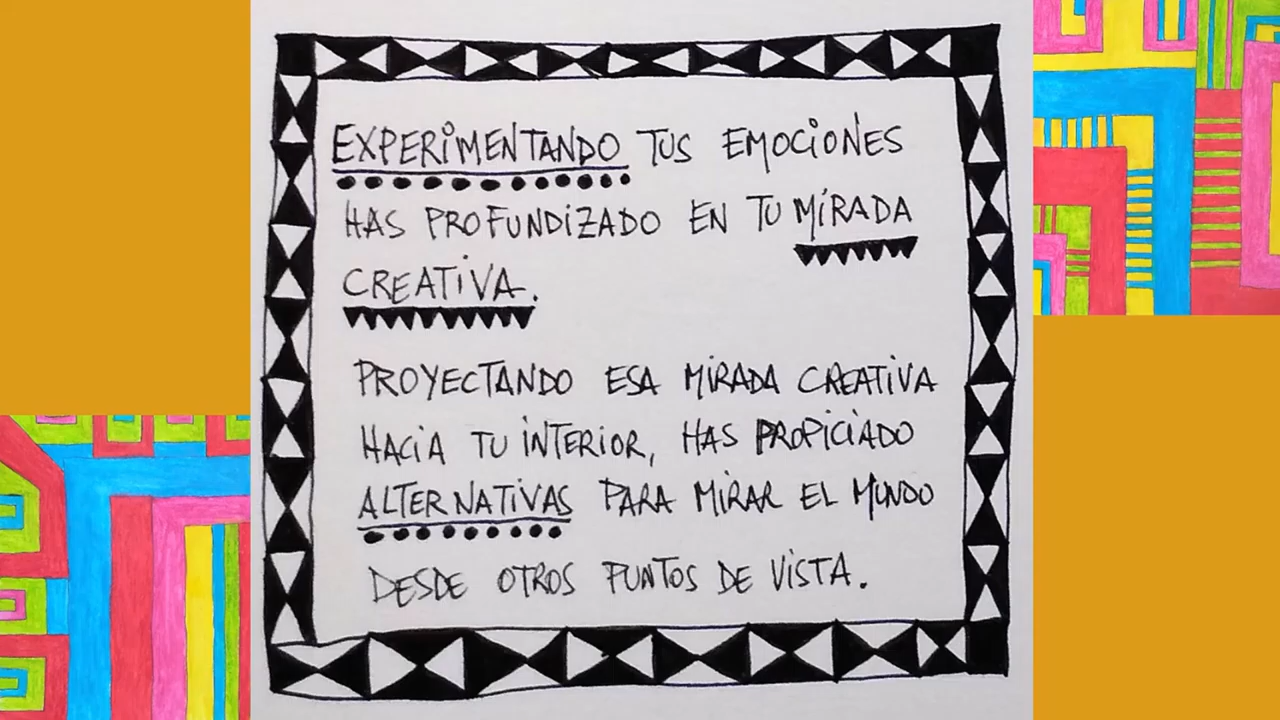 EXPERIMENTANDO TUS EMOCIONES
HAS PROFUNDIZADO EN TU MIRADA
CREATIVA.
PROYECTANDO ESA MIRADA CREATIVA
HACIA TU INTERIOR, HAS PROPICIADO
ALTERNATIVAS PARA MIRAR EL MUNDO
DESDE OTROS PUNTOS DE VISTA.